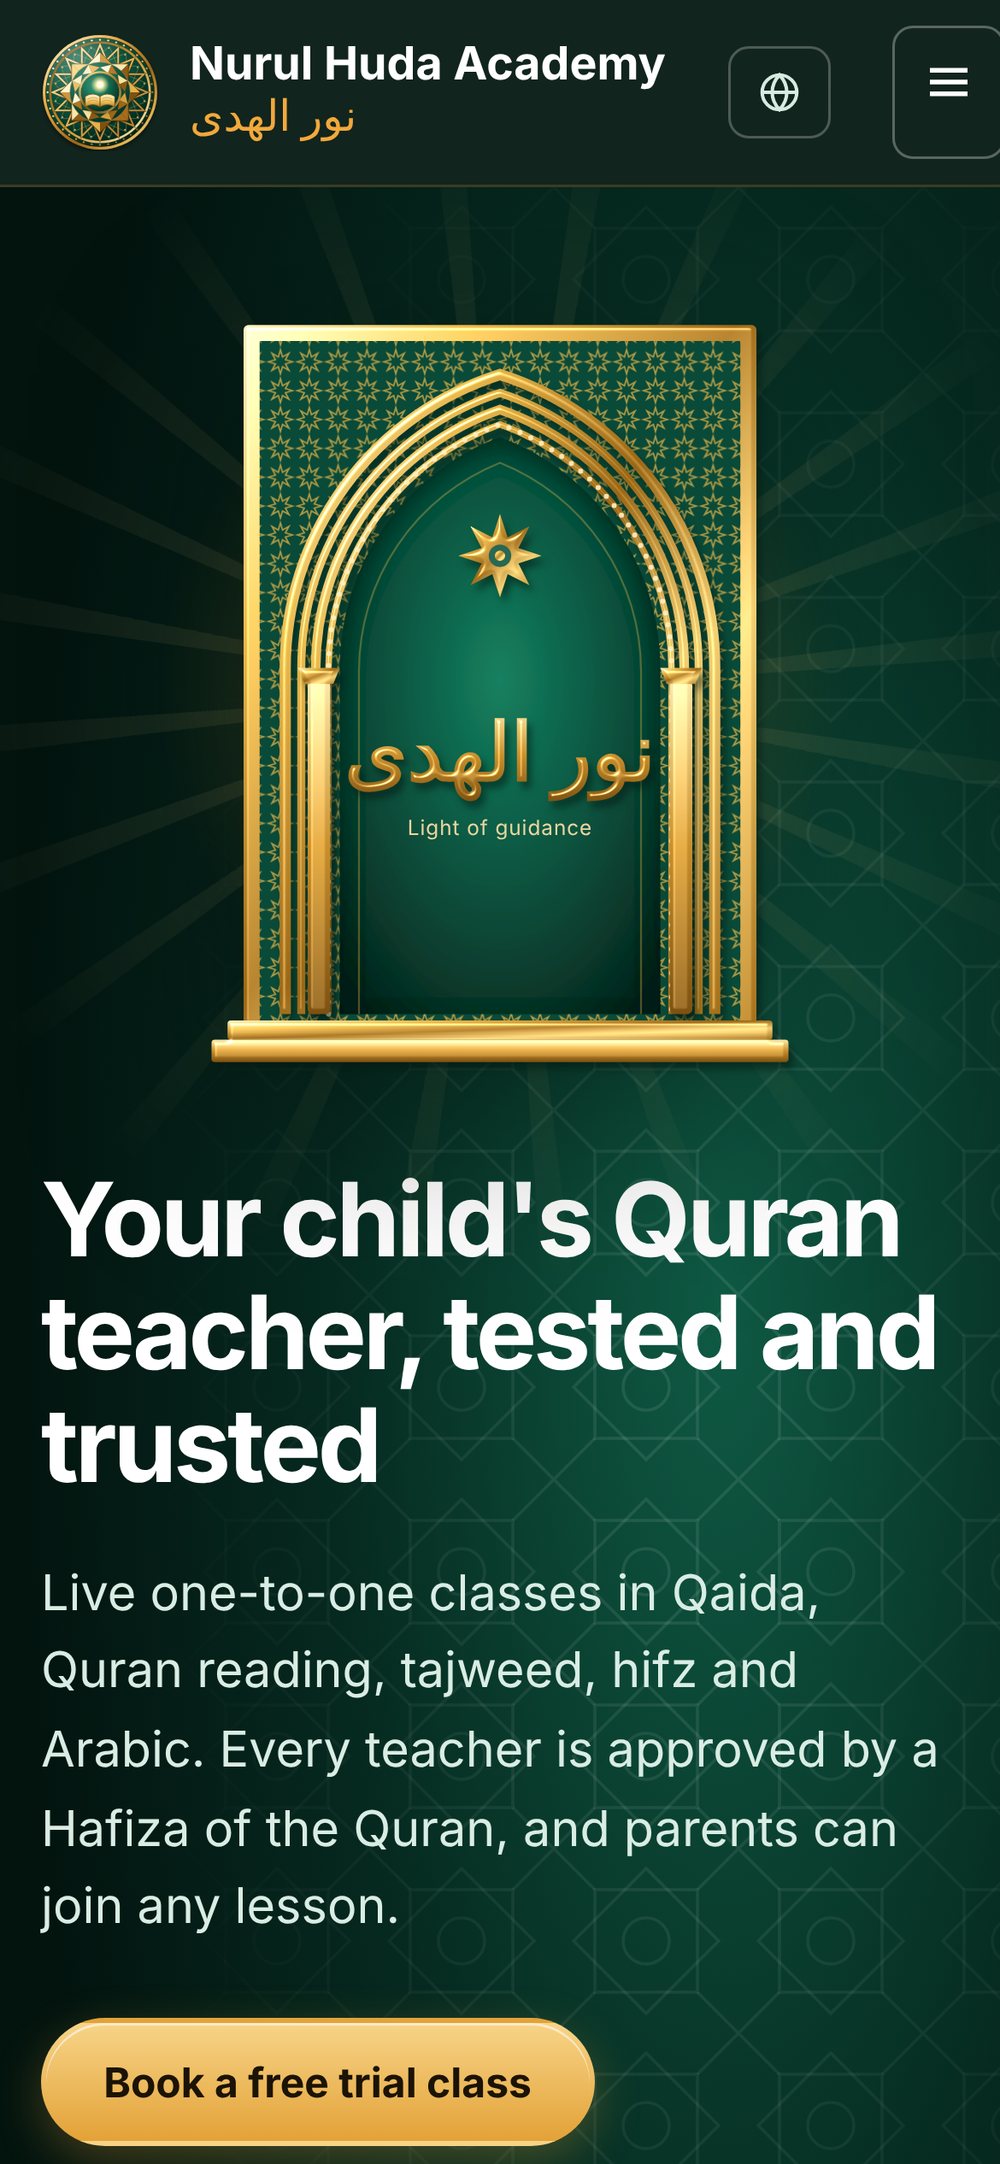 Nurul Huda Academy
نور الهدى
نور الهدى
Light of guidance
Your child's Quran
teacher, tested and
trusted
Live one-to-one classes in Qaida,
Quran reading, tajweed, hifz and
Arabic. Every teacher is approved by a
Hafiza of the Quran, and parents can
join any lesson.
Book a free trial class